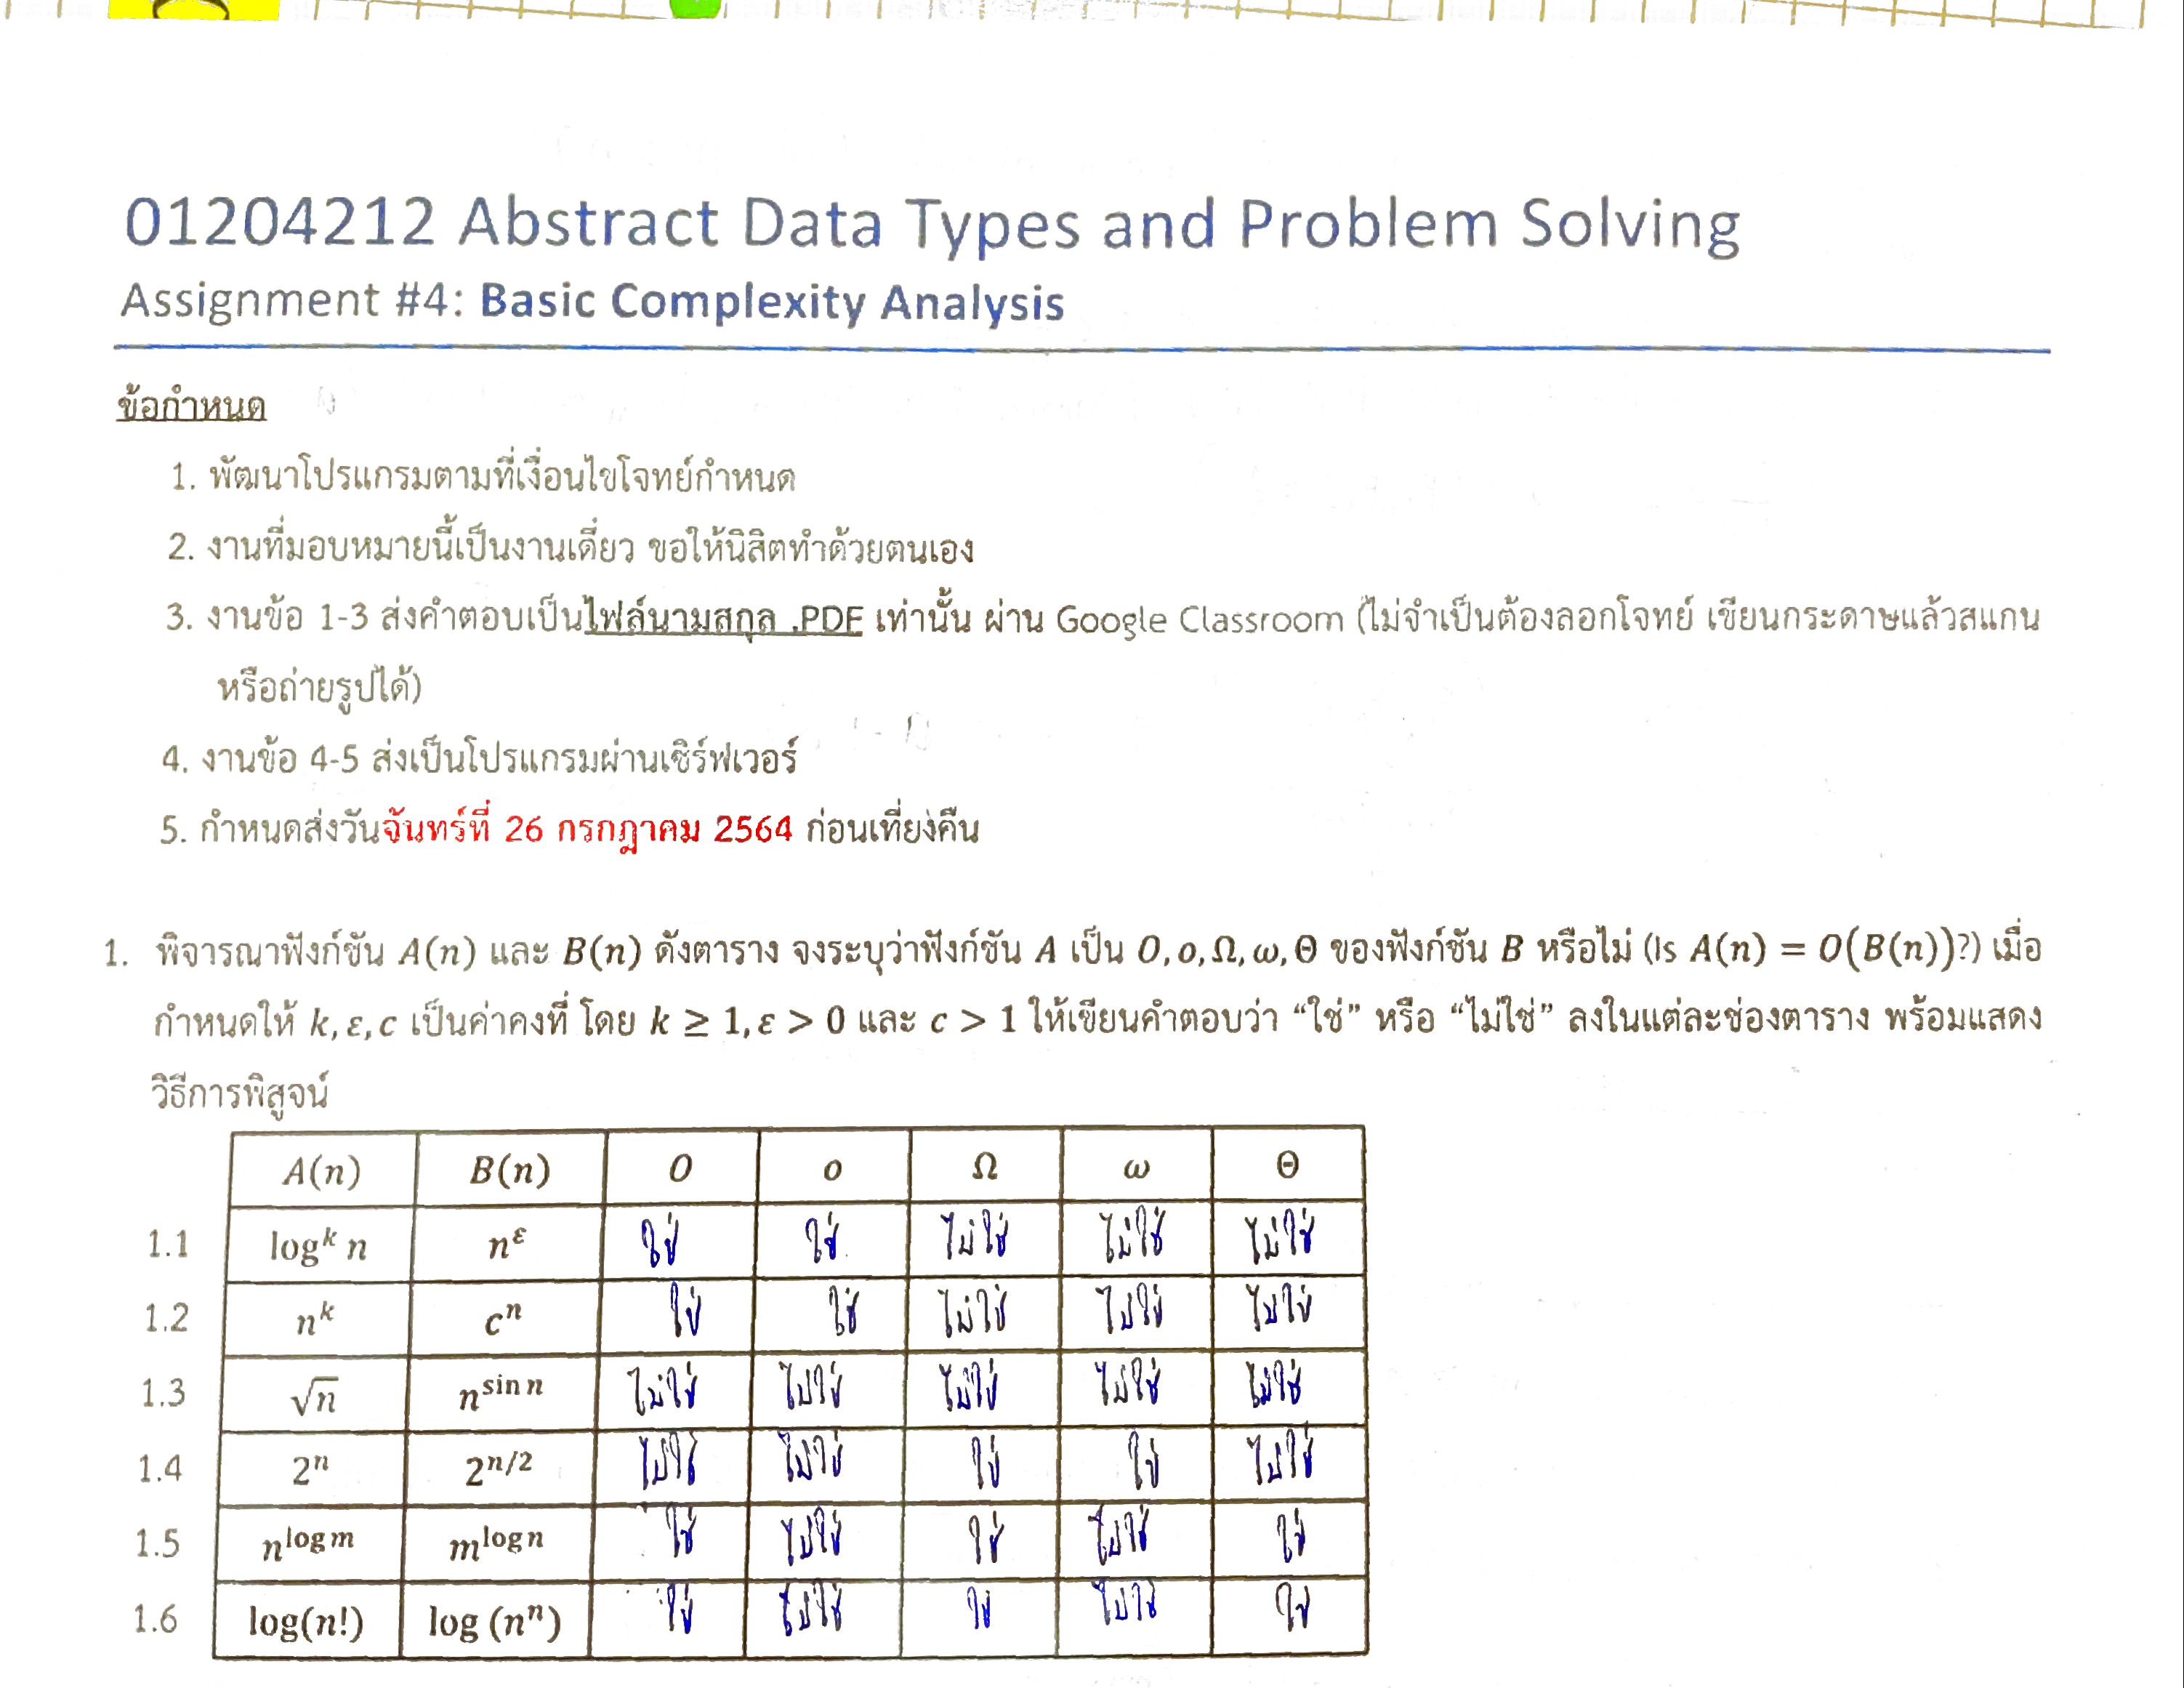 01204212 Abstract Data Types and Problem Solving
Assignment #4: Basic Complexity Analysis
ข้อกำหนด
1. พัฒนาโปรแกรมตามที่เงื่อนไขโจทย์กำหนด
2. งานที่มอบหมายนี้เป็นงานเดี่ยว ขอให้นิสิตทำด้วยตนเอง
3. งานข้อ 1-3 ส่งคำตอบเป็นไฟล์นามสกุล .PDF เท่านั้น ผ่าน Google Classroom (ไม่จำเป็นต้องลอกโจทย์ เขียนกระดาษแล้วสแกน
หรือถ่ายรูปได้)
4. งานข้อ 4-5 ส่งเป็นโปรแกรมผ่านเซิร์ฟเวอร์
5. กำหนดส่งวันจันทร์ที่ 26 กรกฎาคม 2564 ก่อนเที่ยงคืน
1. พิจารณาฟังก์ชัน A(n) และ B(n) ดังตาราง จงระบุว่าฟังก์ชัน A เป็น O, o, Ω, ω, Θ ของฟังก์ชัน B หรือไม่ (Is A(n) = O(B(n))?) เมื่อ
กำหนดให้ k, ε, c เป็นค่าคงที่ โดย k ≥ 1, ε > 0 และ c > 1 ให้เขียนคำตอบว่า “ใช่” หรือ “ไม่ใช่” ลงในแต่ละช่องตาราง พร้อมแสดง
วิธีการพิสูจน์
A(n) B(n) O o Ω ω Θ
1.1 log^k n n^ε ใช่ ใช่ ไม่ใช่ ไม่ใช่ ไม่ใช่
1.2 n^k c^n ใช่ ใช่ ไม่ใช่ ไม่ใช่ ไม่ใช่
1.3 √n n^sin n ไม่ใช่ ไม่ใช่ ไม่ใช่ ไม่ใช่ ไม่ใช่
1.4 2^n 2^n/2 ไม่ใช่ ไม่ใช่ ใช่ ใช่ ไม่ใช่
1.5 n^log m m^log n ใช่ ไม่ใช่ ใช่ ไม่ใช่ ใช่
1.6 log(n!) log (n^n) ใช่ ไม่ใช่ ใช่ ไม่ใช่ ใช่